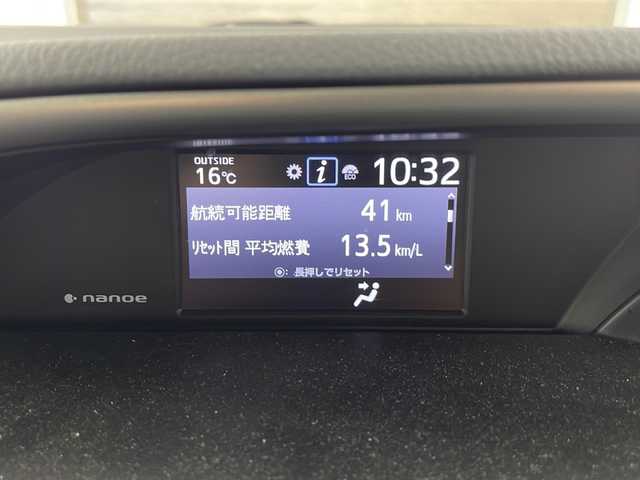 OUTSIDE
16℃ i ECO 10:32
航続可能距離 41 km
ﾘｾｯﾄ間 平均燃費 13.5 km/L
長押しでリセット
nanoe